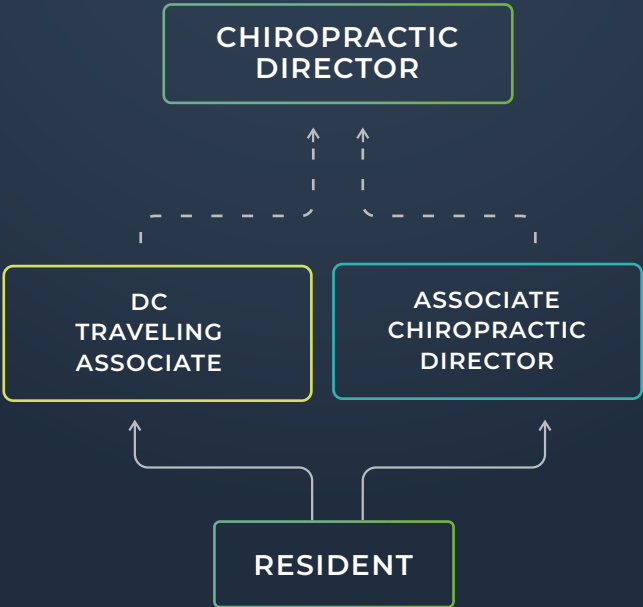 CHIROPRACTIC
DIRECTOR
DC
TRAVELING
ASSOCIATE
ASSOCIATE
CHIROPRACTIC
DIRECTOR
RESIDENT